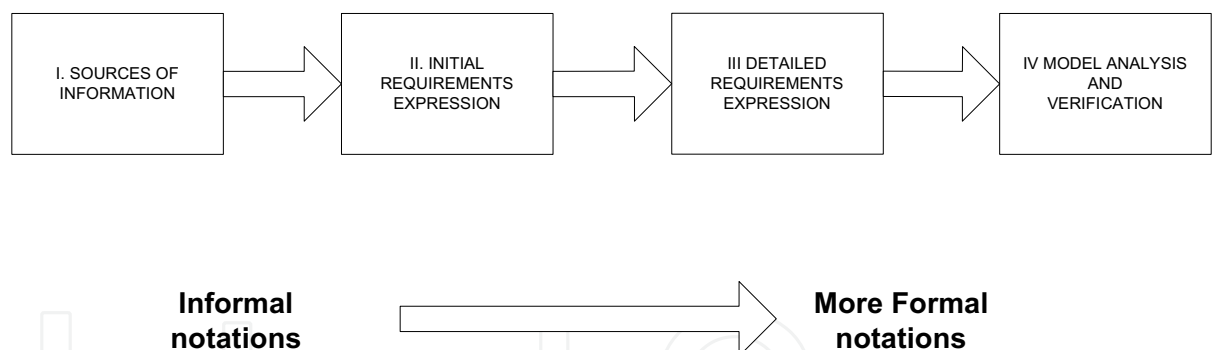 I. SOURCES OF
INFORMATION
II. INITIAL
REQUIREMENTS
EXPRESSION
III DETAILED
REQUIREMENTS
EXPRESSION
IV MODEL ANALYSIS
AND
VERIFICATION
Informal
notations
More Formal
notations